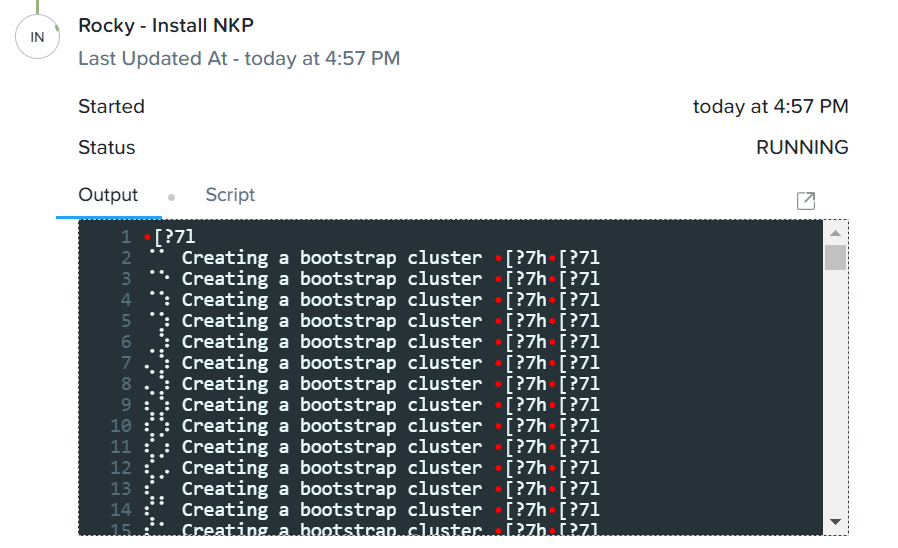 IN
Rocky - Install NKP
Last Updated At - today at 4:57 PM
Started today at 4:57 PM
Status RUNNING
Output Script
1 •[?7l
2 ⠉⠁ Creating a bootstrap cluster •[?7h•[?7l
3 ⠉⠑ Creating a bootstrap cluster •[?7h•[?7l
4 ⠉⠱ Creating a bootstrap cluster •[?7h•[?7l
5 ⠉⠱ Creating a bootstrap cluster •[?7h•[?7l
6 Creating a bootstrap cluster •[?7h•[?7l
7 Creating a bootstrap cluster •[?7h•[?7l
8 Creating a bootstrap cluster •[?7h•[?7l
9 Creating a bootstrap cluster •[?7h•[?7l
10 Creating a bootstrap cluster •[?7h•[?7l
11 Creating a bootstrap cluster •[?7h•[?7l
12 Creating a bootstrap cluster •[?7h•[?7l
13 Creating a bootstrap cluster •[?7h•[?7l
14 Creating a bootstrap cluster •[?7h•[?7l
15 Creating a bootstrap cluster •[?7h•[?7l